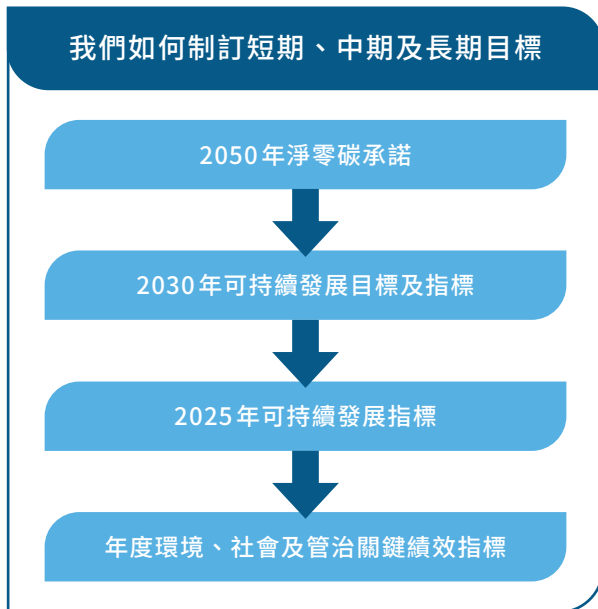 我們如何制訂短期、中期及長期目標
2050年淨零碳承諾
2030年可持續發展目標及指標
2025年可持續發展指標
年度環境、社會及管治關鍵績效指標